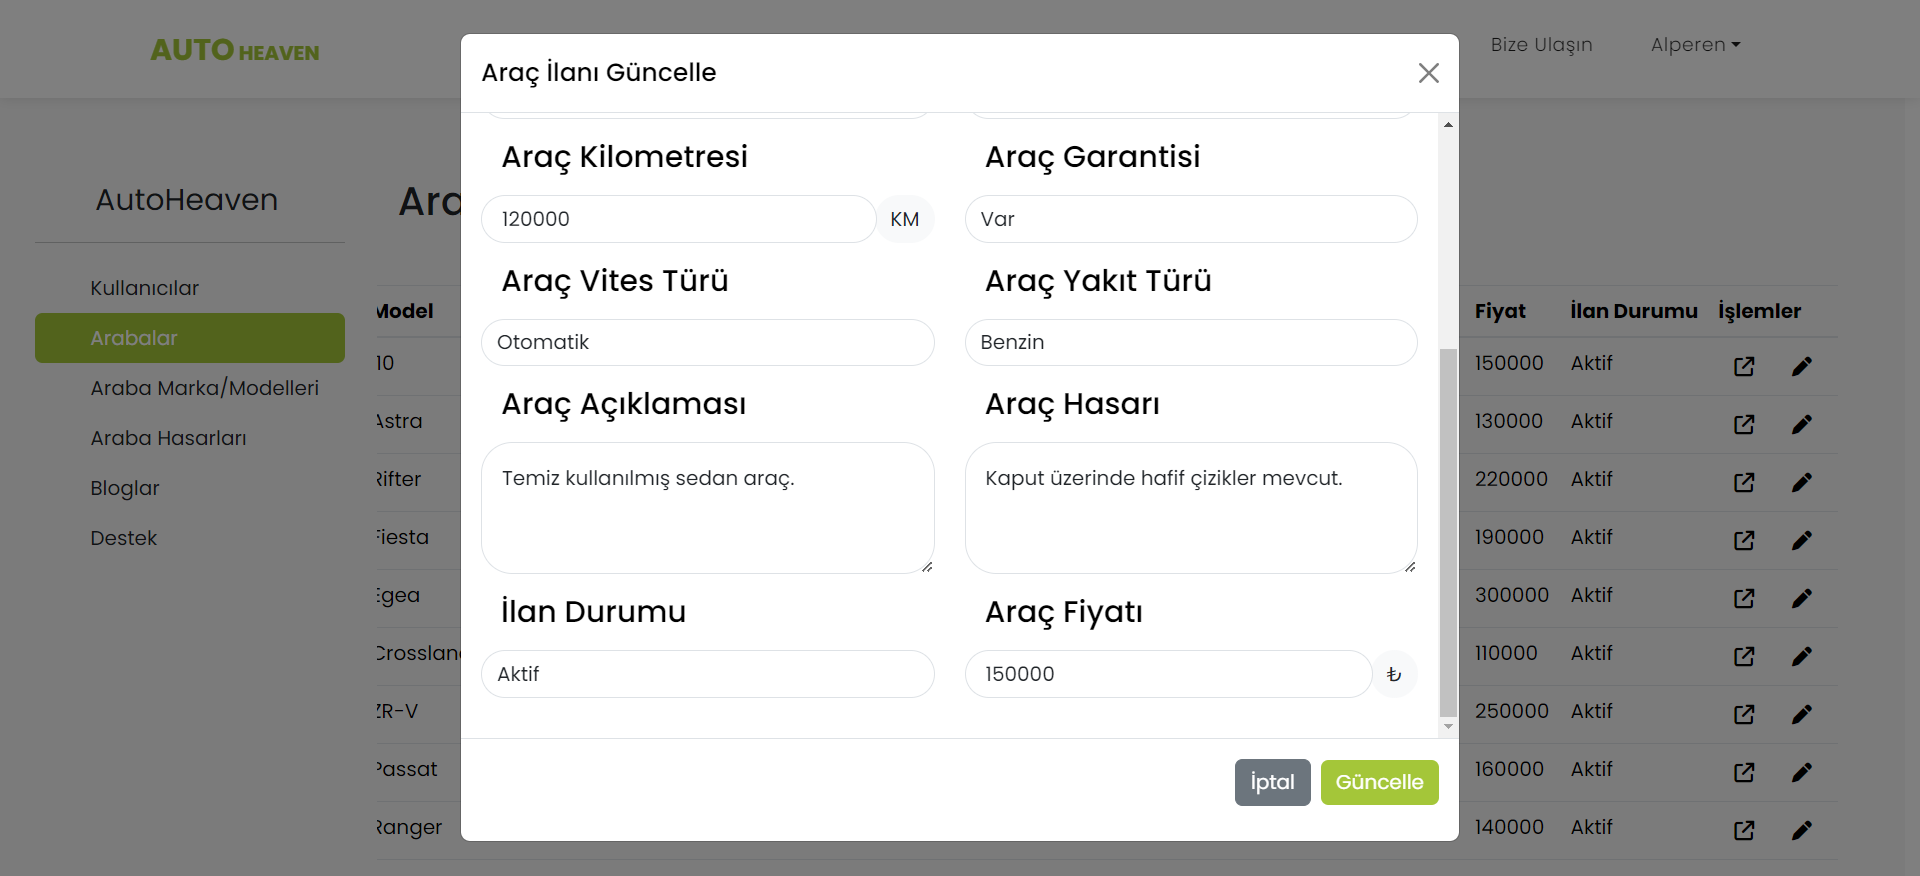 AUTO HEAVEN
Bize Ulaşın
Alperen
Araç İlanı Güncelle
AutoHeaven
Kullanıcılar
Arabalar
Araba Marka/Modelleri
Araba Hasarları
Bloglar
Destek
Araç Kilometresi
Araç Garantisi
120000 KM
Var
Araç Vites Türü
Araç Yakıt Türü
Otomatik
Benzin
Araç Açıklaması
Araç Hasarı
Temiz kullanılmış sedan araç.
Kaput üzerinde hafif çizikler mevcut.
İlan Durumu
Araç Fiyatı
Aktif
150000 ₺
İptal
Güncelle
Model Fiyat İlan Durumu İşlemler
150000 Aktif
Astra 130000 Aktif
Rifter 220000 Aktif
Fiesta 190000 Aktif
Egea 300000 Aktif
Crosslan 110000 Aktif
ZR-V 250000 Aktif
Passat 160000 Aktif
Ranger 140000 Aktif